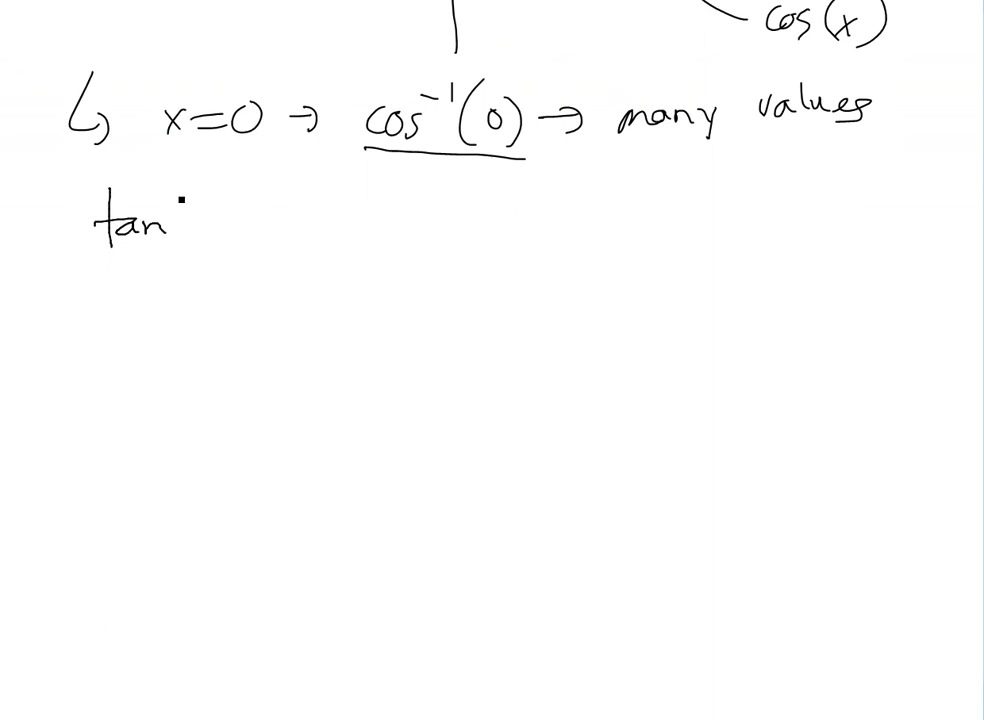 cos(x)
↳ x=0 → cos⁻¹(0) → many values
tan